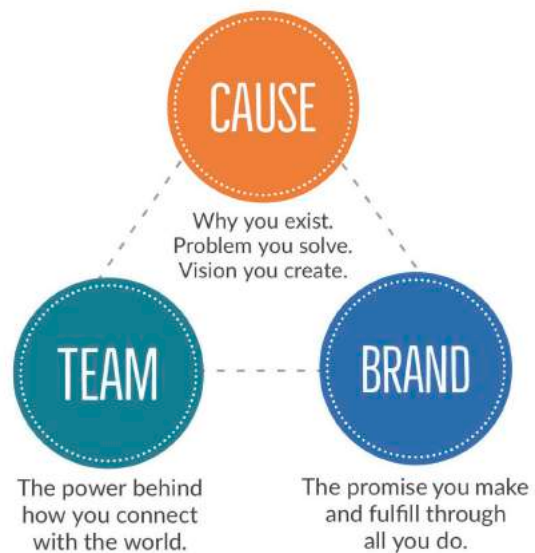 CAUSE
Why you exist.
Problem you solve.
Vision you create.
TEAM
The power behind
how you connect
with the world.
BRAND
The promise you make
and fulfill through
all you do.